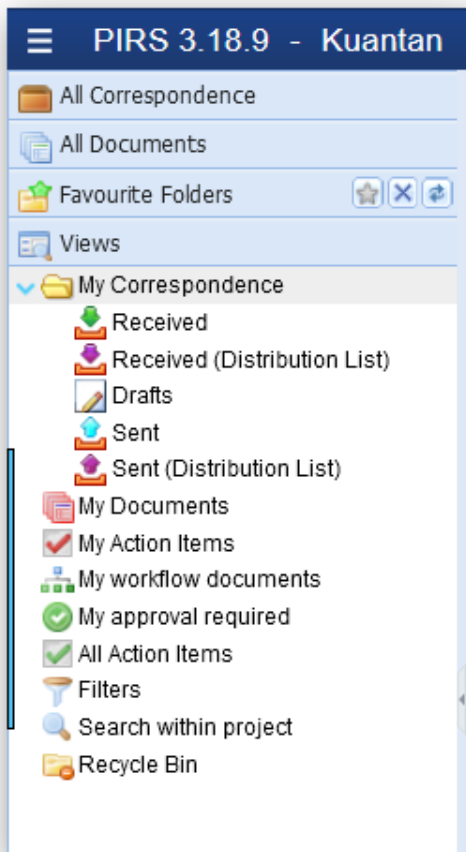 PIRS 3.18.9 - Kuantan
All Correspondence
All Documents
Favourite Folders
Views
My Correspondence
Received
Received (Distribution List)
Drafts
Sent
Sent (Distribution List)
My Documents
My Action Items
My workflow documents
My approval required
All Action Items
Filters
Search within project
Recycle Bin